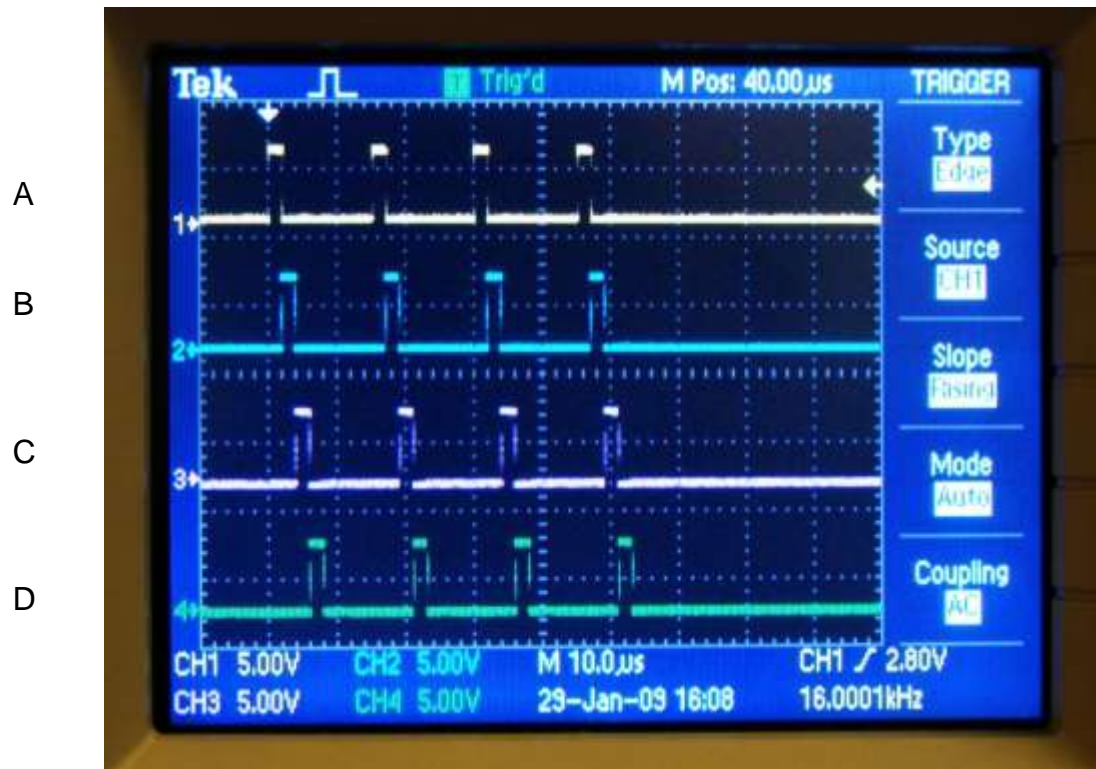 Tek Trig'd M Pos: 40.00µs TRIGGER
Type
Edge
A
1
Source
CH1
B
2
Slope
Rising
C
3
Mode
Auto
D
4
Coupling
AC
CH1 5.00V CH2 5.00V M 10.0µs CH1 2.80V
CH3 5.00V CH4 5.00V 29-Jan-09 16:08 16.0001kHz